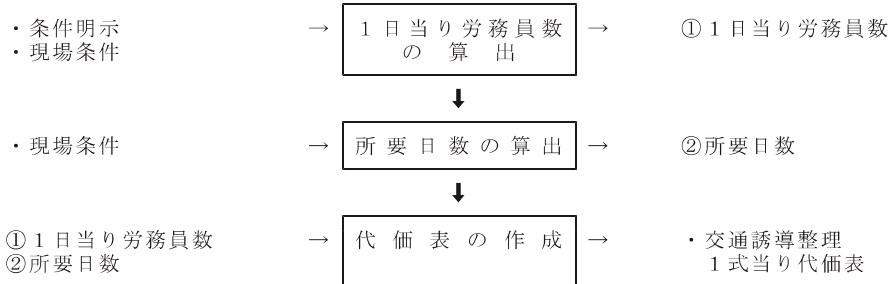 ・条件明示 → 1日当り労務員数 → ①1日当り労務員数
・現場条件 の算出
・現場条件 → 所要日数の算出 → ②所要日数
①1日当り労務員数 → 代価表の作成 → ・交通誘導整理
②所要日数 1式当り代価表